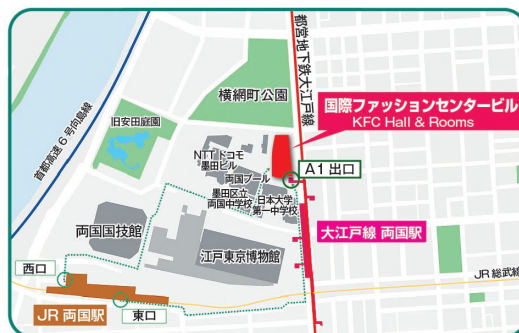 首都高速6号向島線
都営地下鉄大江戸線
横網町公園
国際ファッションセンタービル
KFC Hall & Rooms
旧安田庭園
NTTドコモ
墨田ビル
両国プール
A1出口
墨田区立
両国中学校
日本大学
第一中学校
両国国技館
大江戸線 両国駅
江戸東京博物館
西口
JR総武線
JR 両国駅
東口